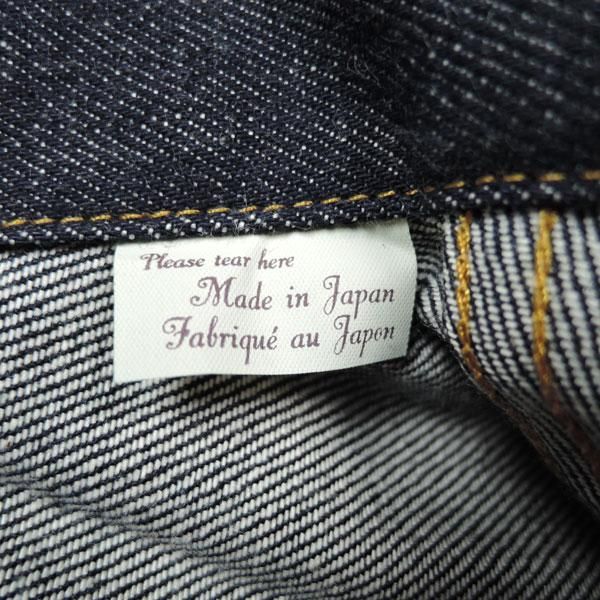 Please tear here
Made in Japan
Fabriqué au Japon